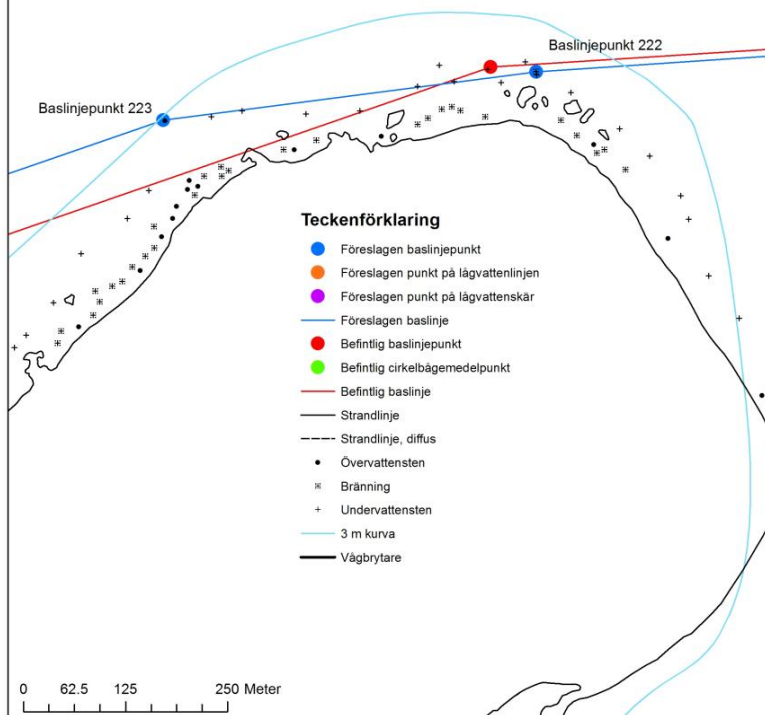 Baslinjepunkt 222
Baslinjepunkt 223
Teckenförklaring
Föreslagen baslinjepunkt
Föreslagen punkt på lågvattenlinjen
Föreslagen punkt på lågvattenskär
Föreslagen baslinje
Befintlig baslinjepunkt
Befintlig cirkelbågemedelpunkt
Befintlig baslinje
Strandlinje
Strandlinje, diffus
Övervattensten
Bränning
Undervattensten
3 m kurva
Vågbrytare
0 62.5 125 250 Meter